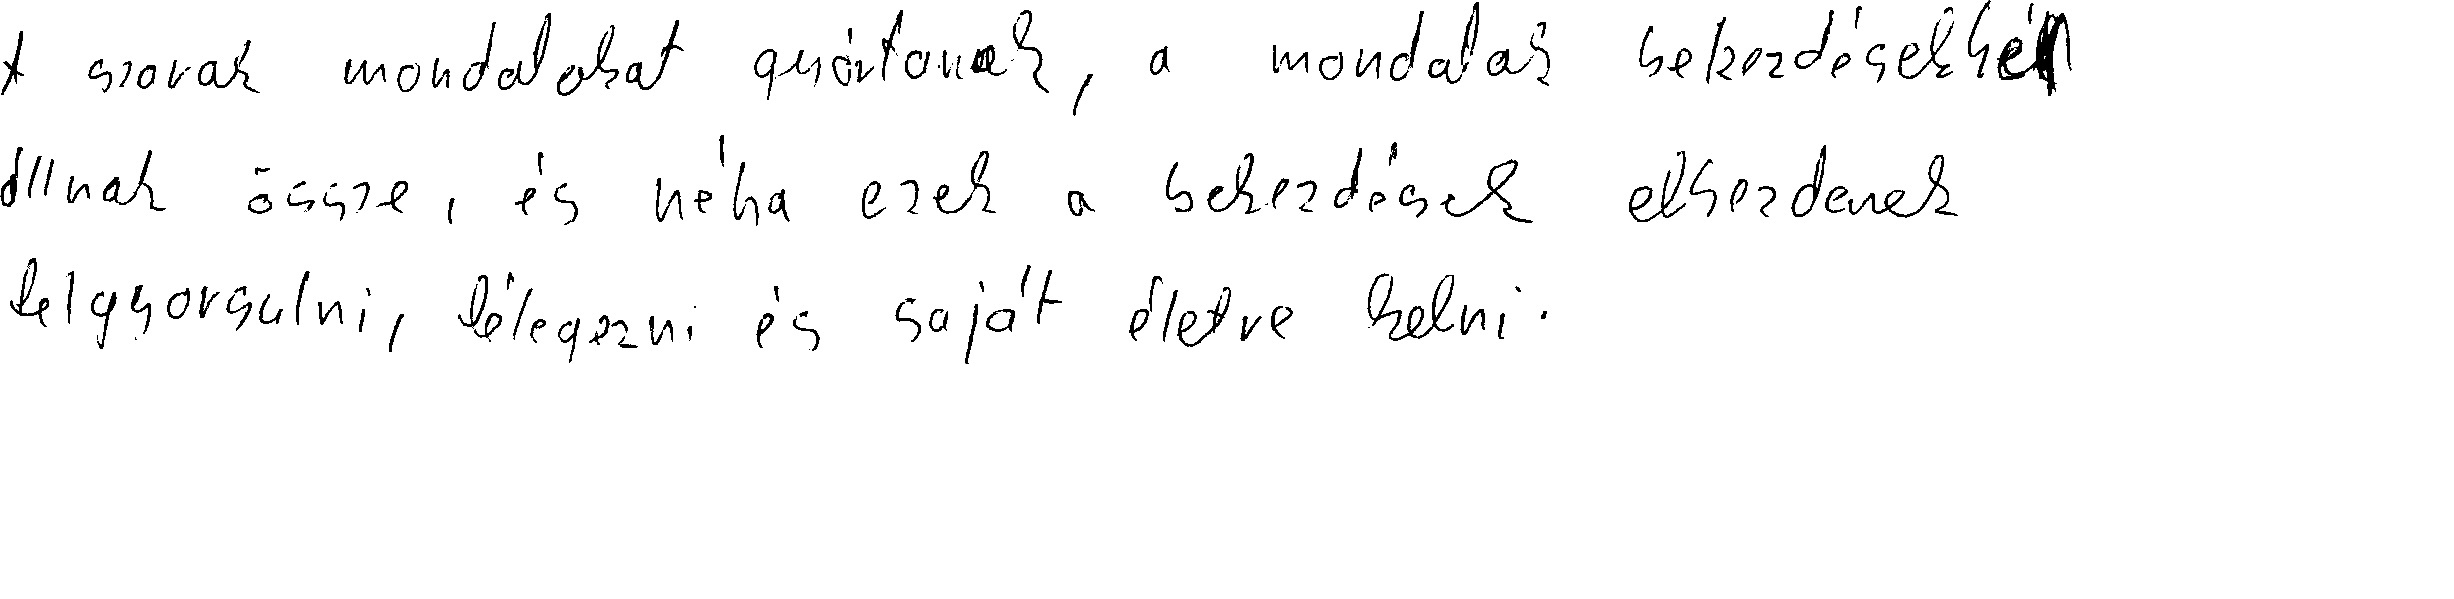 A szavak mondatokat gyártanak, a mondatok bekezdésekké
állnak össze, és néha ezek a bekezdések elkezdenek
felgyorsulni, lélegezni és saját életre kelni.